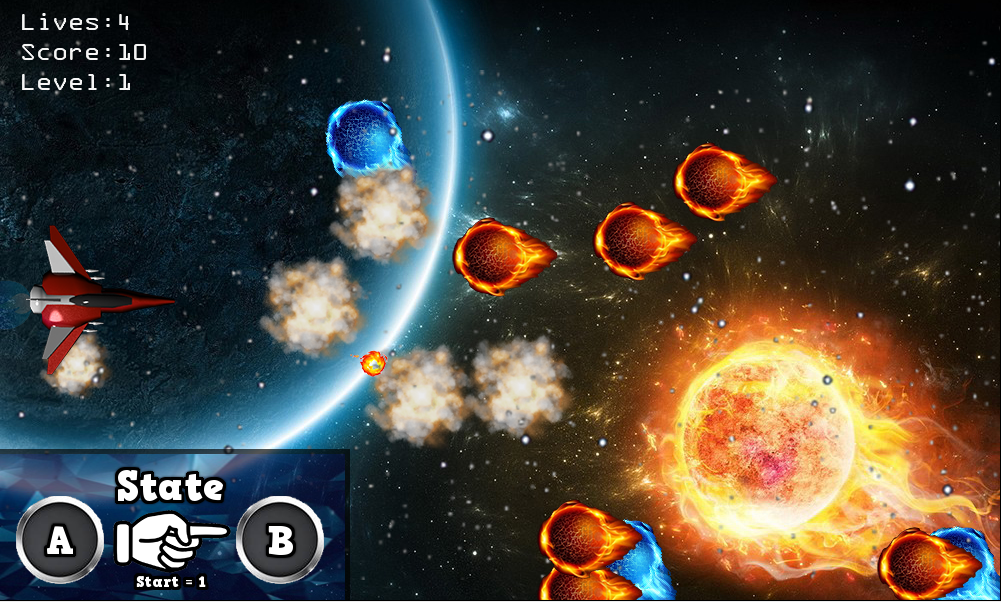 Lives:4
Score:10
Level:1
State
A
B
Start = 1